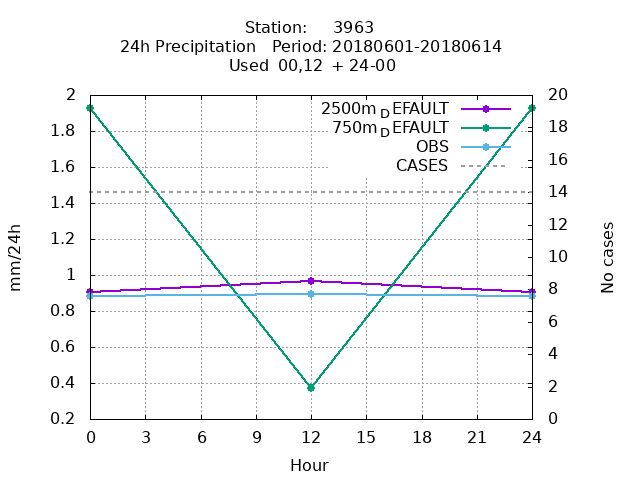 Station: 3963
24h Precipitation Period: 20180601-20180614
Used 00,12 + 24-00
2 20
2500m_DEFAULT
750m_DEFAULT
OBS
CASES
1.8 18
1.6 16
1.4 14
1.2 12
1 10
0.8 8
0.6 6
0.4 4
0.2 2
0
mm/24h
No cases
0 3 6 9 12 15 18 21 24
Hour